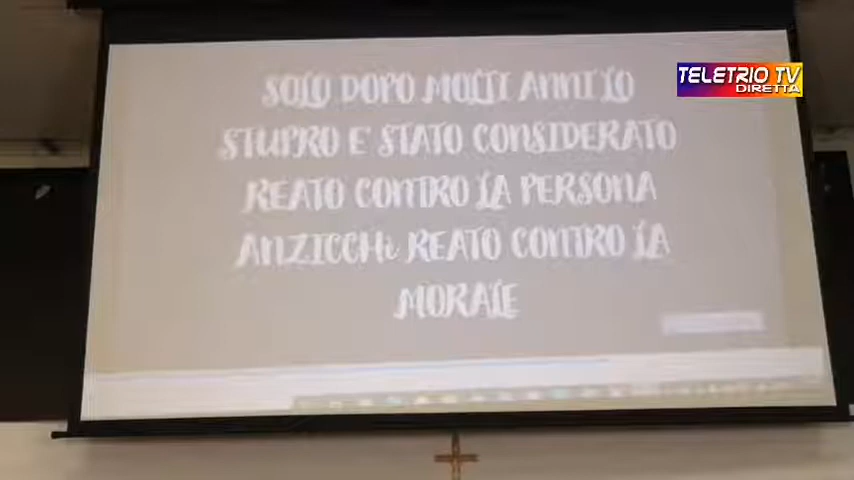 TELETRIO TV
DIRETTA
SOLO DOPO MOLTI ANNI LO
STUPRO E' STATO CONSIDERATO
REATO CONTRO LA PERSONA
ANZICCHè REATO CONTRO LA
MORALE